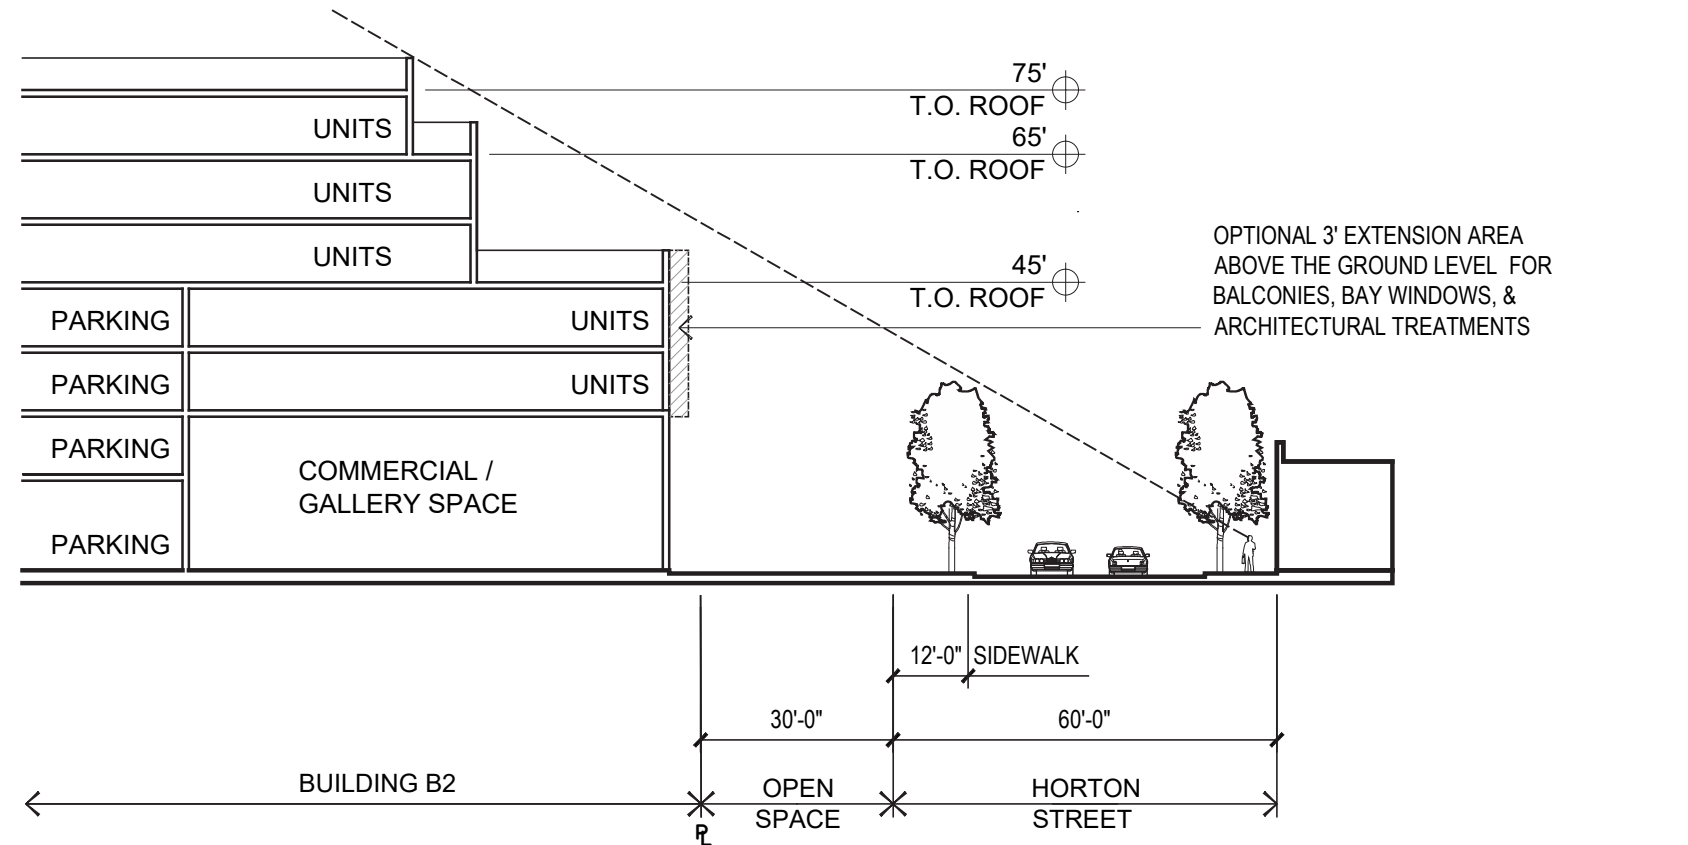 75'
T.O. ROOF
65'
T.O. ROOF
45'
T.O. ROOF
UNITS
UNITS
UNITS
PARKING
UNITS
PARKING
UNITS
PARKING
COMMERCIAL /
GALLERY SPACE
PARKING
OPTIONAL 3' EXTENSION AREA
ABOVE THE GROUND LEVEL FOR
BALCONIES, BAY WINDOWS, &
ARCHITECTURAL TREATMENTS
12'-0" SIDEWALK
30'-0"
60'-0"
BUILDING B2
OPEN
SPACE
HORTON
STREET
PL